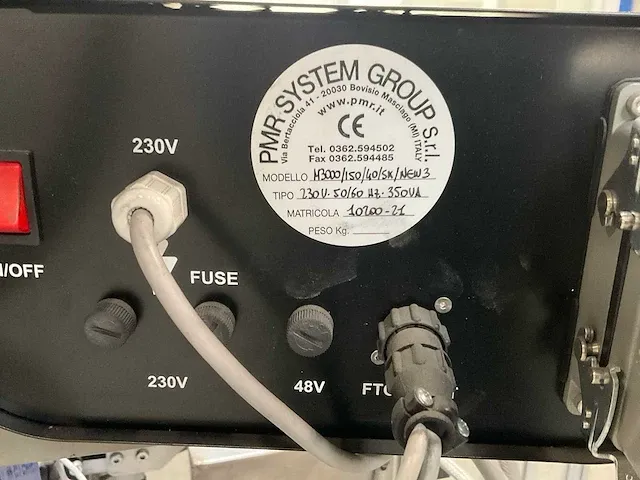 PMR SYSTEM GROUP S.r.l.
Via Bertacciola 41 - 20030 Bovisio Masciago (MI) ITALY
www.pmr.it
CE
Tel. 0362.594502
Fax 0362.594485
MODELLO M3000/150/40/SK/NEW3
TIPO 230V-50/60 Hz-350VA
MATRICOLA 10200-21
PESO Kg.
230V
/OFF
FUSE
230V
48V